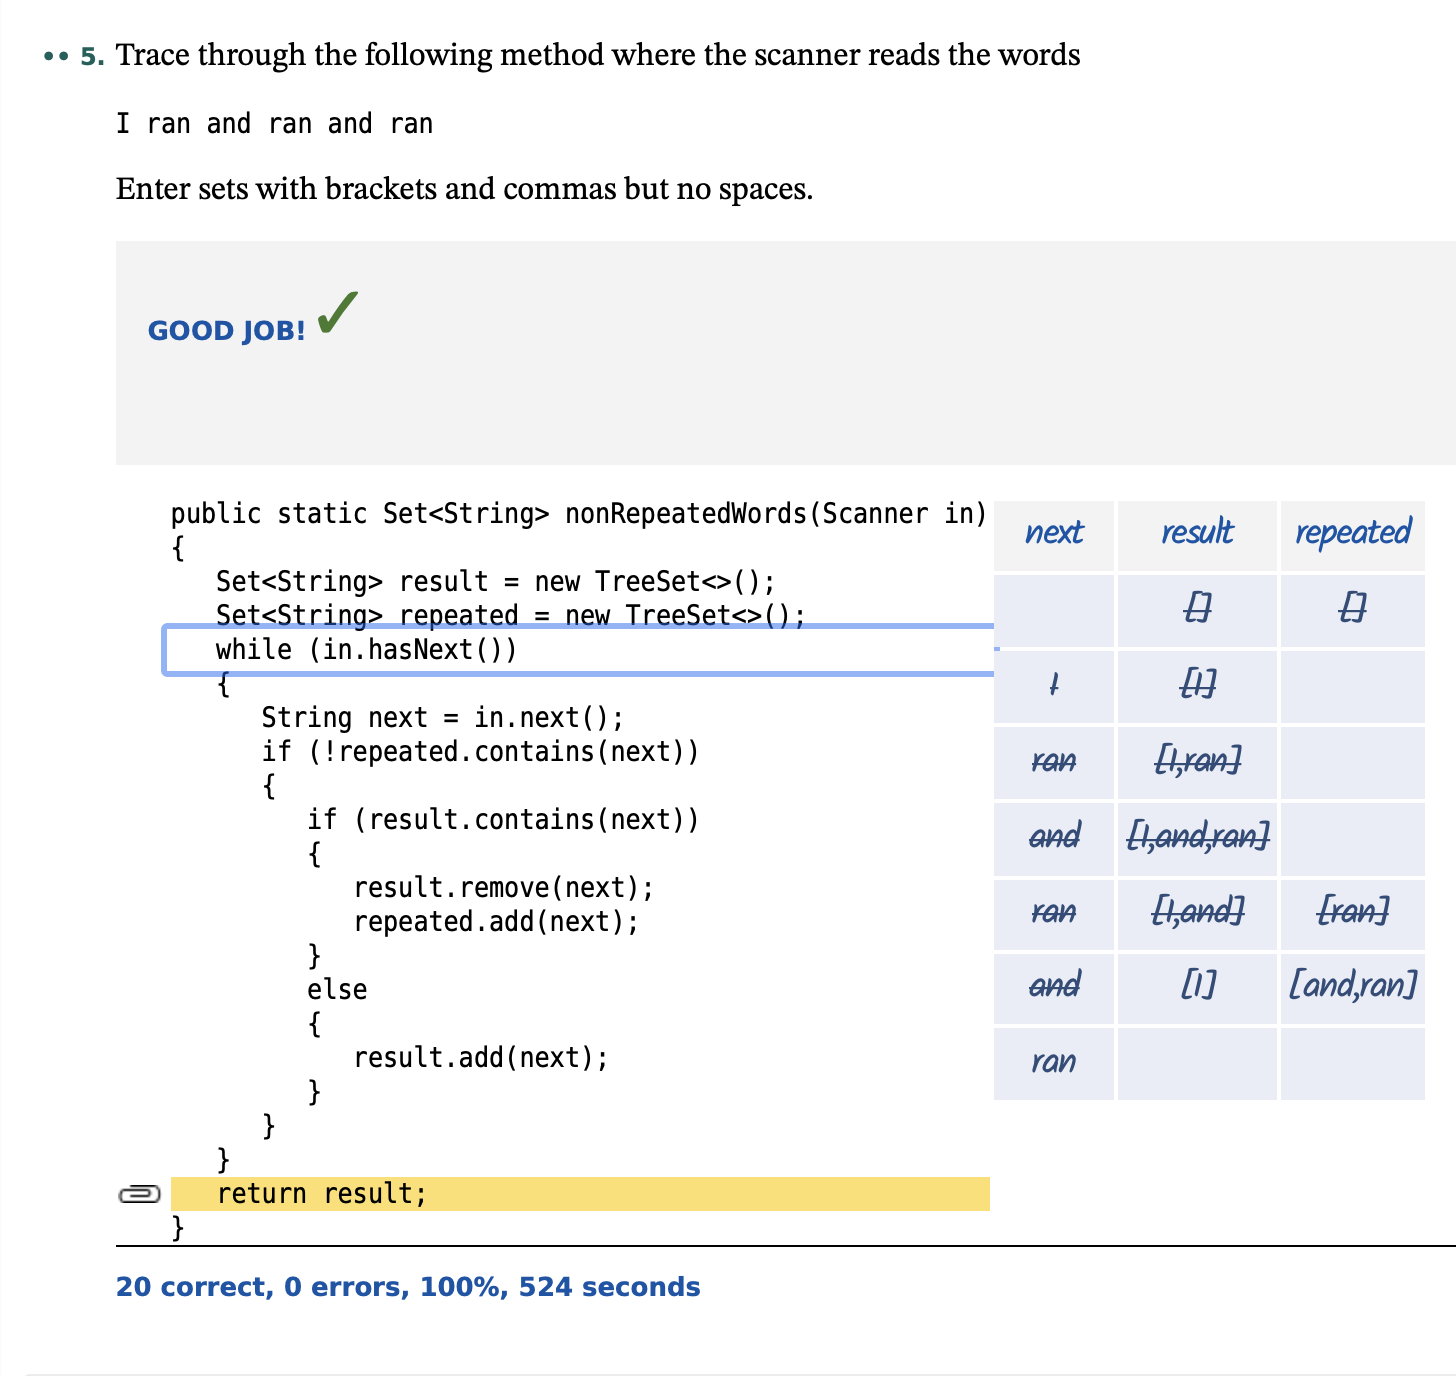 •• 5. Trace through the following method where the scanner reads the words
I ran and ran and ran
Enter sets with brackets and commas but no spaces.
GOOD JOB! ✓
public static Set<String> nonRepeatedWords(Scanner in)
{
   Set<String> result = new TreeSet<>();
   Set<String> repeated = new TreeSet<>();
   while (in.hasNext())
   {
      String next = in.next();
      if (!repeated.contains(next))
      {
         if (result.contains(next))
         {
            result.remove(next);
            repeated.add(next);
         }
         else
         {
            result.add(next);
         }
      }
   }
   return result;
}
next result repeated
[] []
I [I]
ran [I,ran]
and [I,and,ran]
ran [I,and] [ran]
and [I] [and,ran]
ran
20 correct, 0 errors, 100%, 524 seconds